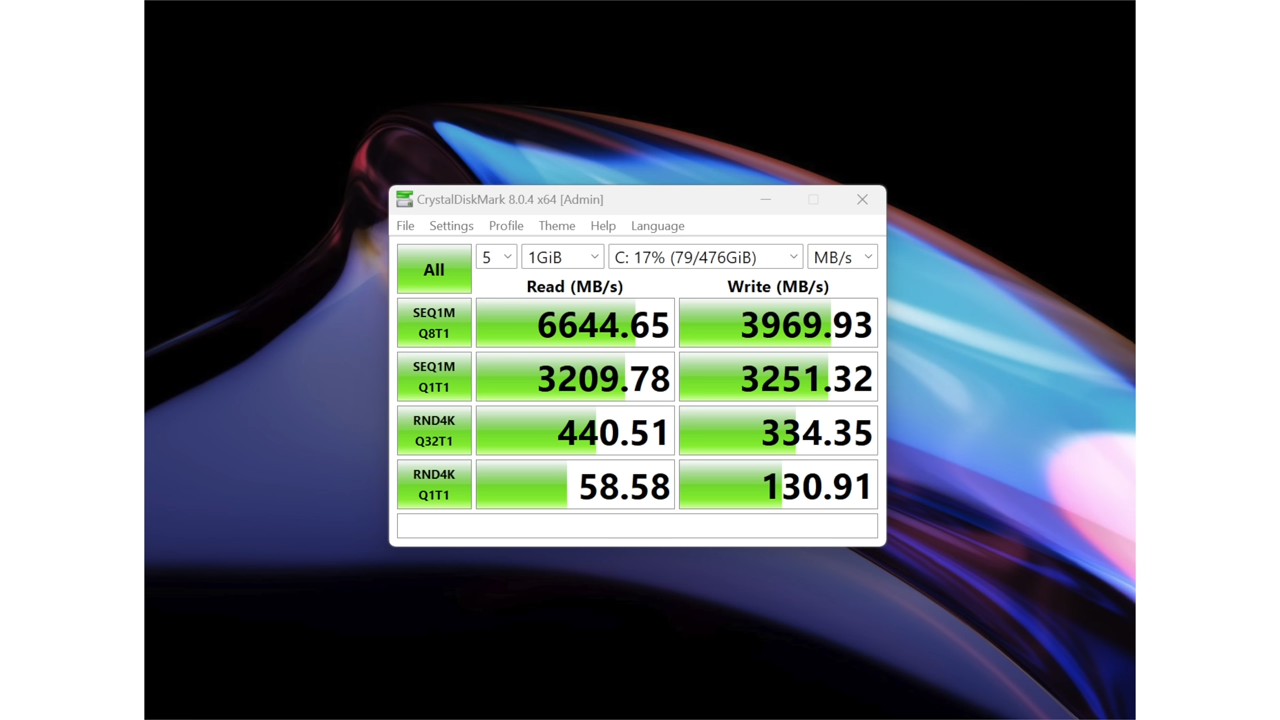 CrystalDiskMark 8.0.4 x64 [Admin]
File Settings Profile Theme Help Language
All 5 1GiB C: 17% (79/476GiB) MB/s
Read (MB/s) Write (MB/s)
SEQ1M
Q8T1
6644.65 3969.93
SEQ1M
Q1T1
3209.78 3251.32
RND4K
Q32T1
440.51 334.35
RND4K
Q1T1
58.58 130.91